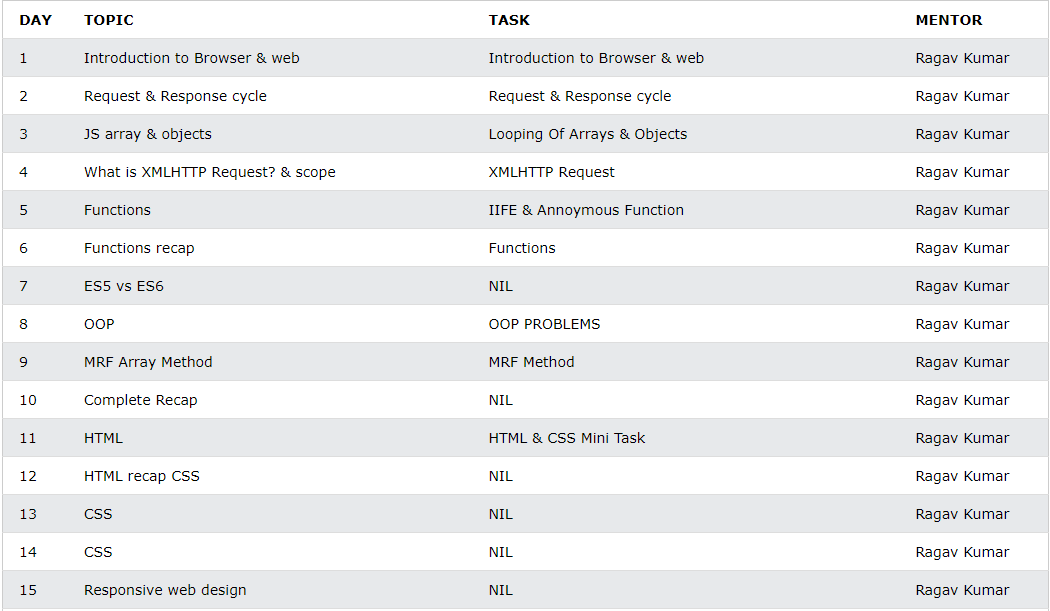 DAY TOPIC TASK MENTOR
1 Introduction to Browser & web Introduction to Browser & web Ragav Kumar
2 Request & Response cycle Request & Response cycle Ragav Kumar
3 JS array & objects Looping Of Arrays & Objects Ragav Kumar
4 What is XMLHTTP Request? & scope XMLHTTP Request Ragav Kumar
5 Functions IIFE & Annoymous Function Ragav Kumar
6 Functions recap Functions Ragav Kumar
7 ES5 vs ES6 NIL Ragav Kumar
8 OOP OOP PROBLEMS Ragav Kumar
9 MRF Array Method MRF Method Ragav Kumar
10 Complete Recap NIL Ragav Kumar
11 HTML HTML & CSS Mini Task Ragav Kumar
12 HTML recap CSS NIL Ragav Kumar
13 CSS NIL Ragav Kumar
14 CSS NIL Ragav Kumar
15 Responsive web design NIL Ragav Kumar